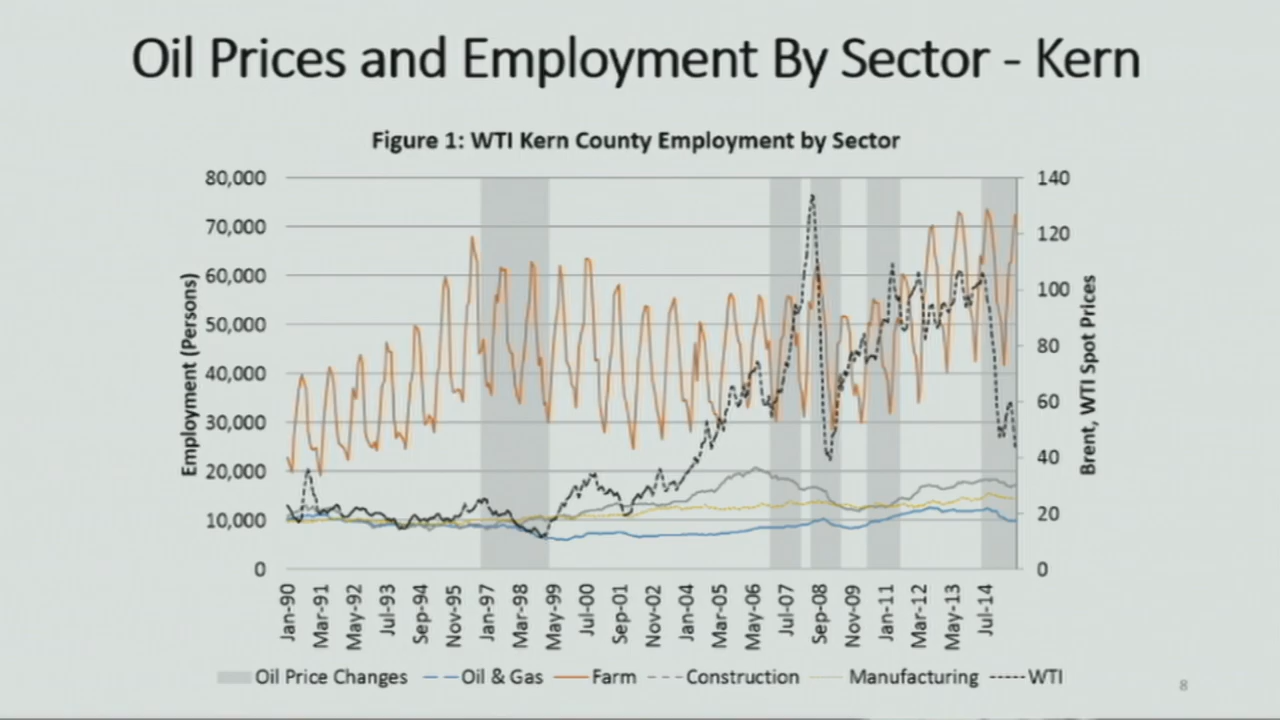 Oil Prices and Employment By Sector - Kern
Figure 1: WTI Kern County Employment by Sector
Employment (Persons)
80,000
70,000
60,000
50,000
40,000
30,000
20,000
10,000
0
140
120
100
80
60
40
20
0
Brent, WTI Spot Prices
Jan-90
Mar-91
May-92
Jul-93
Sep-94
Nov-95
Jan-97
Mar-98
May-99
Jul-00
Sep-01
Nov-02
Jan-04
Mar-05
May-06
Jul-07
Sep-08
Nov-09
Jan-11
Mar-12
May-13
Jul-14
Oil Price Changes Oil & Gas Farm Construction Manufacturing WTI
8